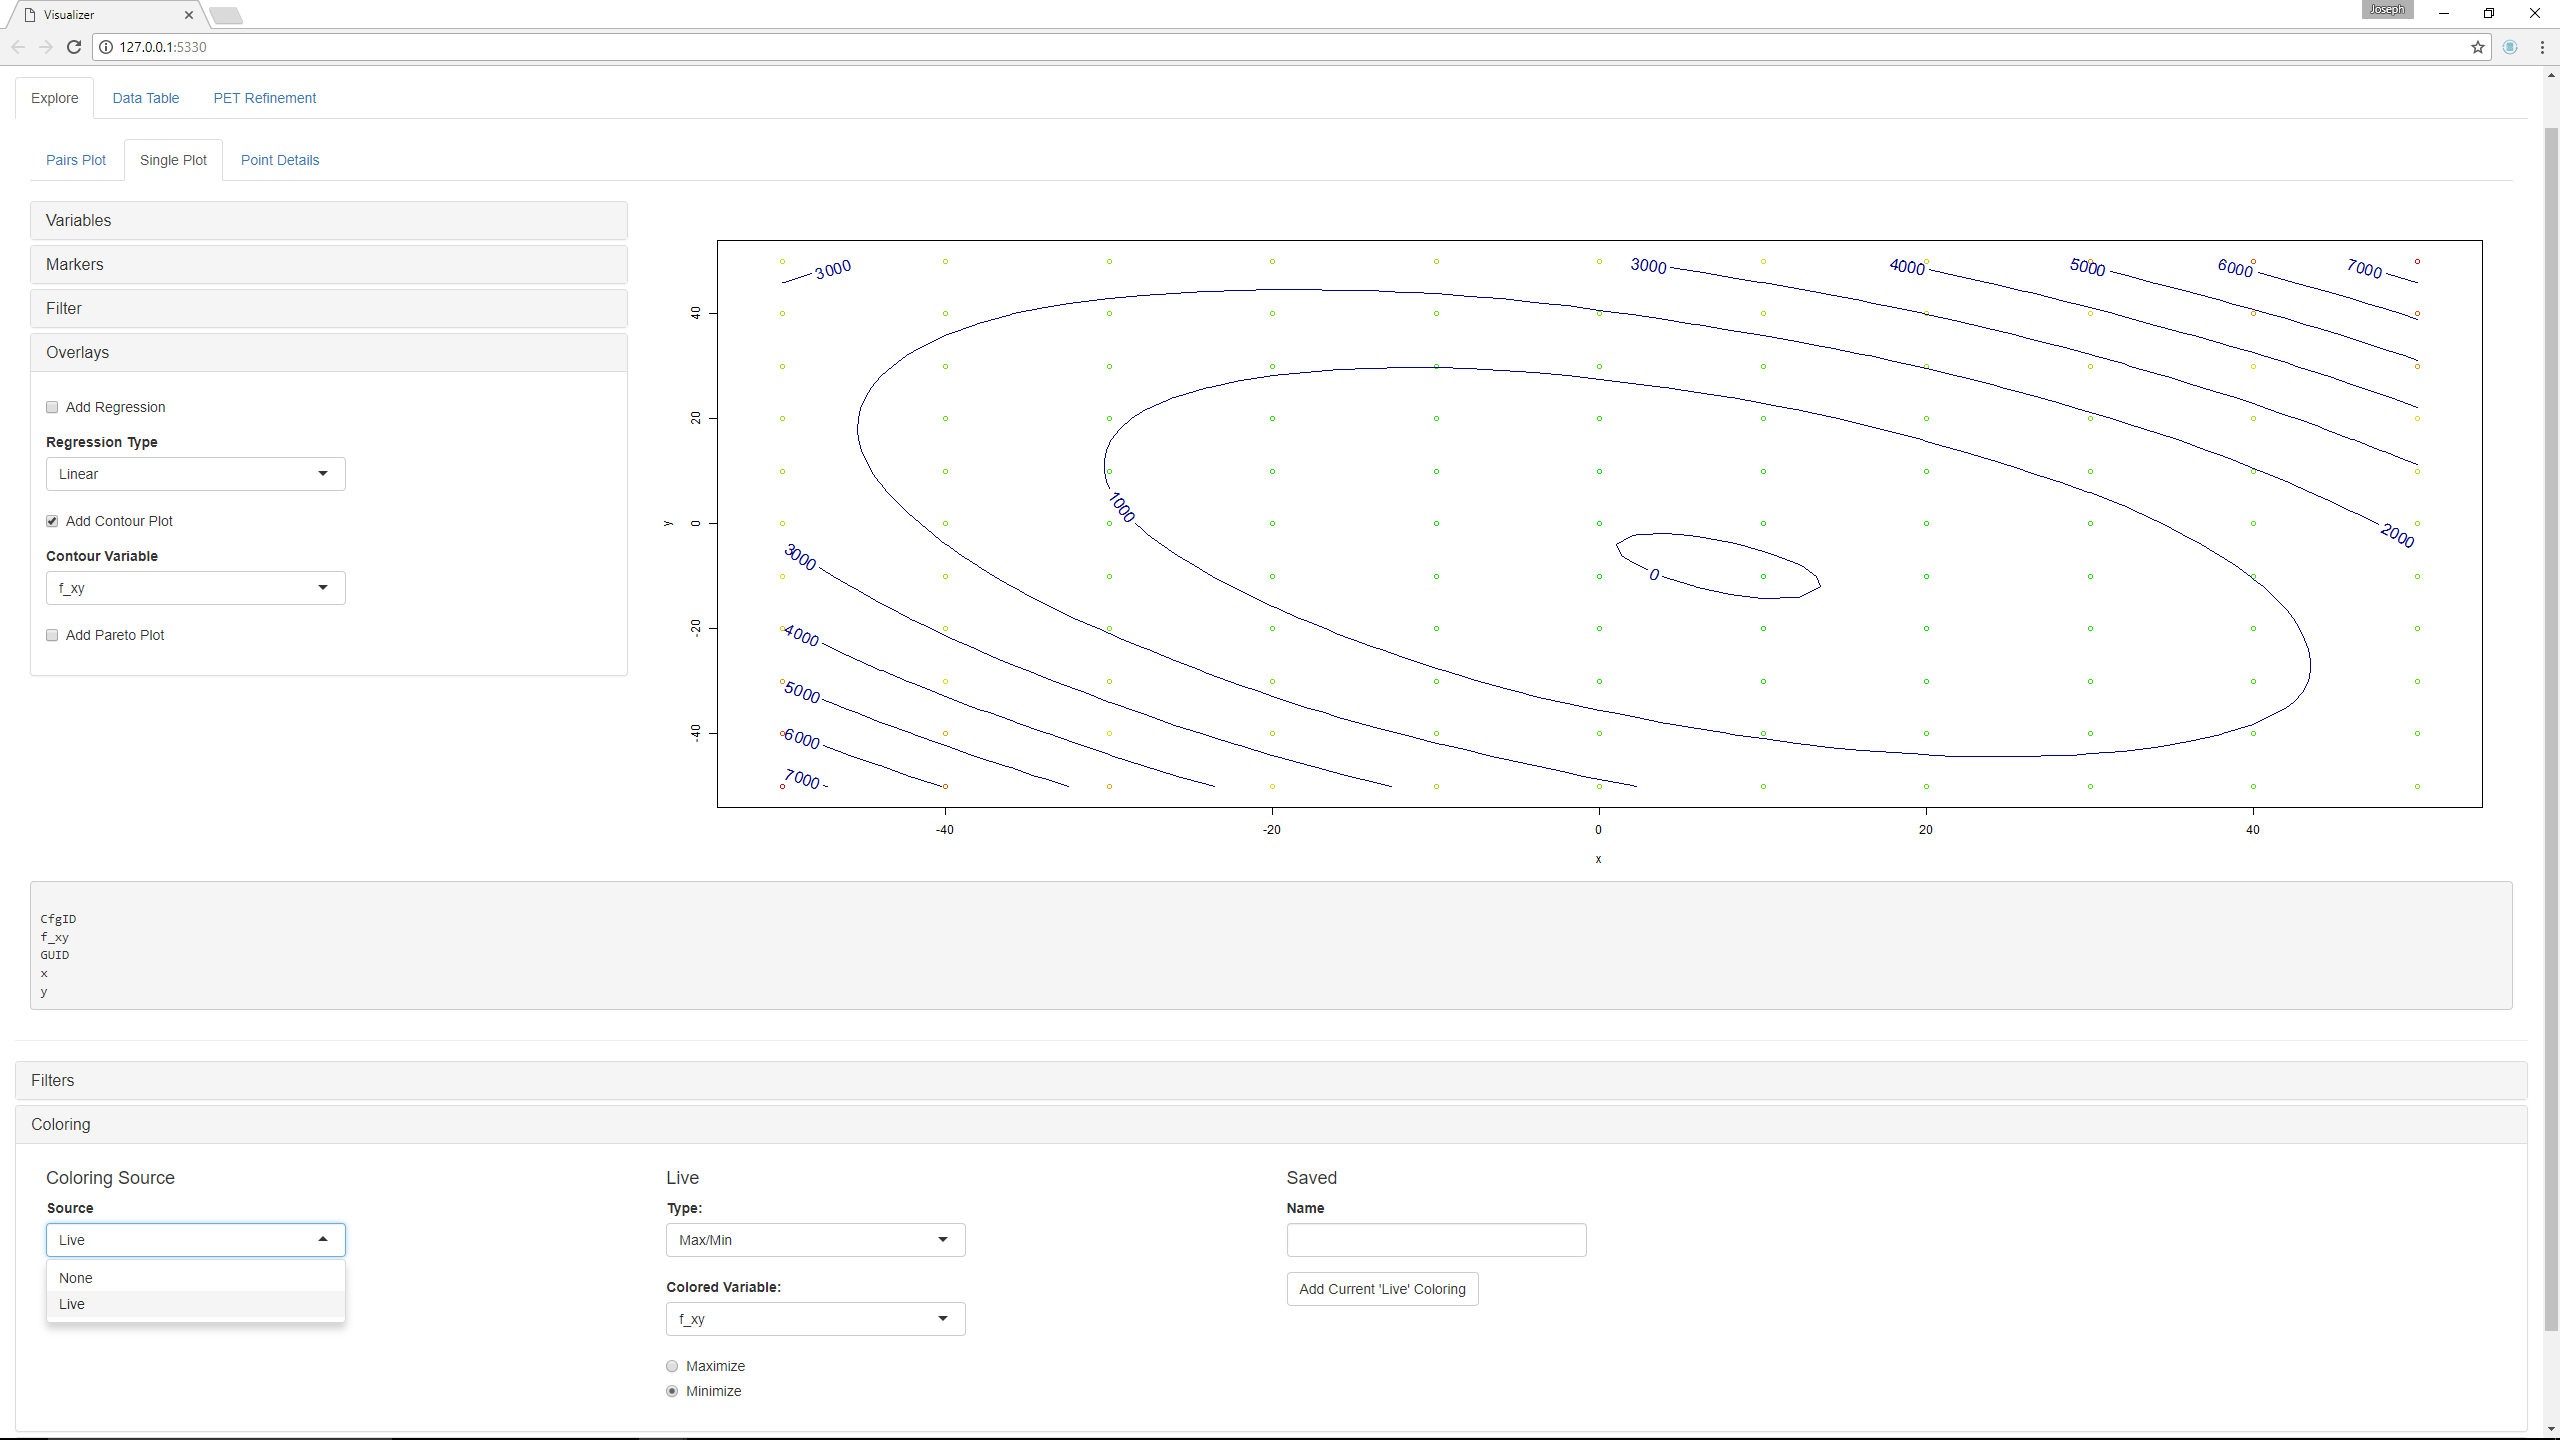 Visualizer
Joseph
127.0.0.1:5330
Explore
Data Table
PET Refinement
Pairs Plot
Single Plot
Point Details
Variables
Markers
Filter
Overlays
Add Regression
Regression Type
Linear
Add Contour Plot
Contour Variable
f_xy
Add Pareto Plot
3000
3000
4000
5000
6000
7000
1000
0
2000
3000
4000
5000
6000
7000
40
20
0
-20
-40
y
-40
-20
0
20
40
x
CfgID
f_xy
GUID
x
y
Filters
Coloring
Coloring Source
Source
Live
None
Live
Live
Type:
Max/Min
Colored Variable:
f_xy
Maximize
Minimize
Saved
Name
Add Current 'Live' Coloring